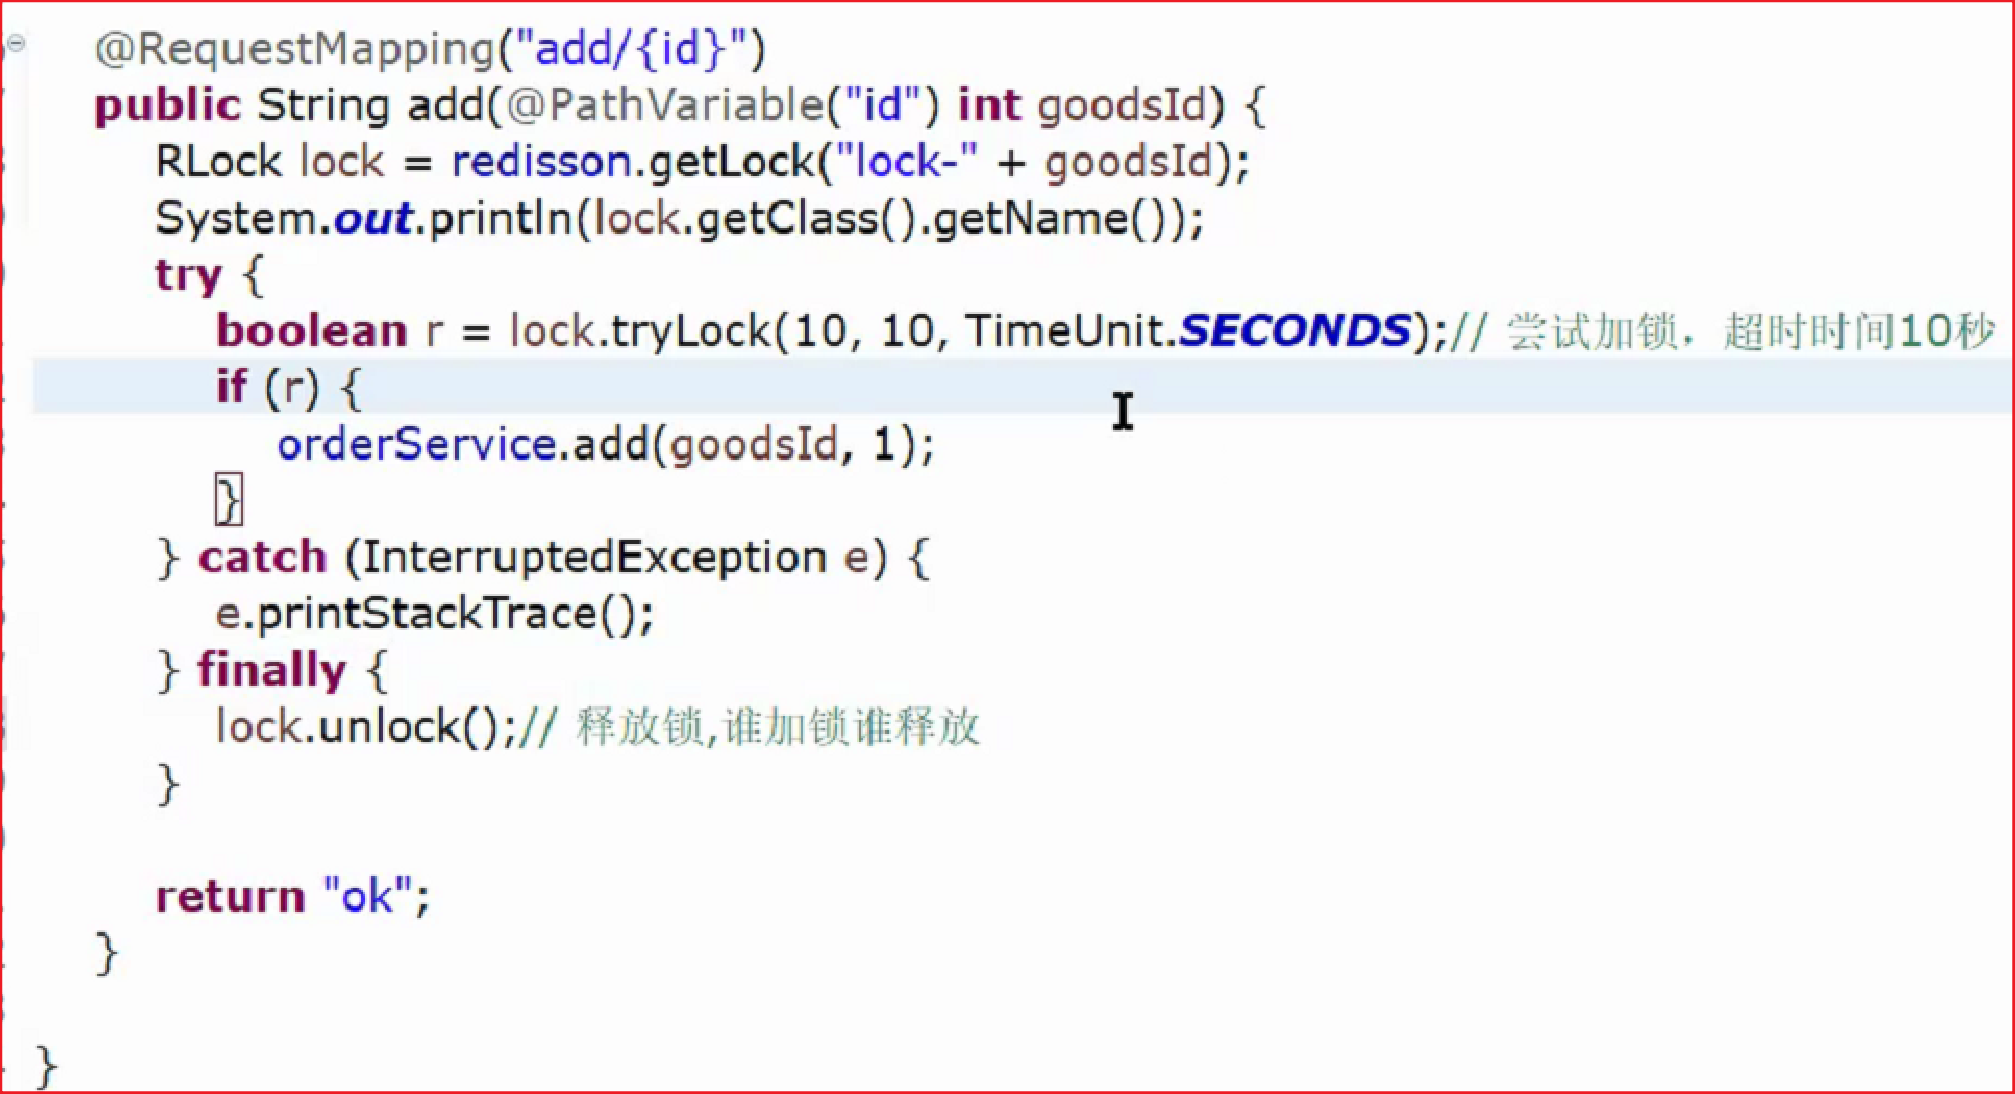 @RequestMapping("add/{id}")
public String add(@PathVariable("id") int goodsId) {
RLock lock = redisson.getLock("lock-" + goodsId);
System.out.println(lock.getClass().getName());
try {
boolean r = lock.tryLock(10, 10, TimeUnit.SECONDS);// 尝试加锁，超时时间10秒
if (r) {
orderService.add(goodsId, 1);
}
} catch (InterruptedException e) {
e.printStackTrace();
} finally {
lock.unlock();// 释放锁,谁加锁谁释放
}
return "ok";
}
}